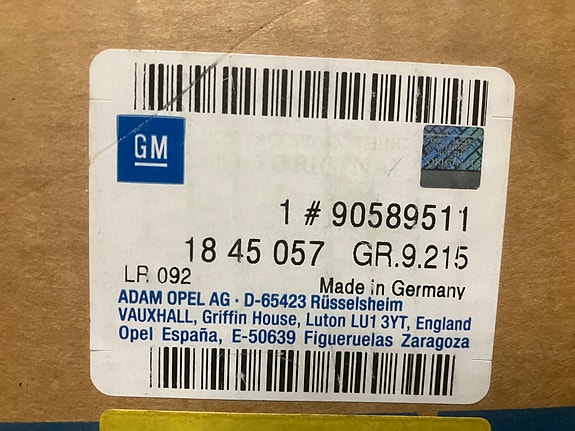 GM
ORIGINAL
1 # 90589511
18 45 057 GR.9.215
LR 092 Made in Germany
ADAM OPEL AG · D-65423 Rüsselsheim
VAUXHALL, Griffin House, Luton LU1 3YT, England
Opel España, E-50639 Figueruelas Zaragoza